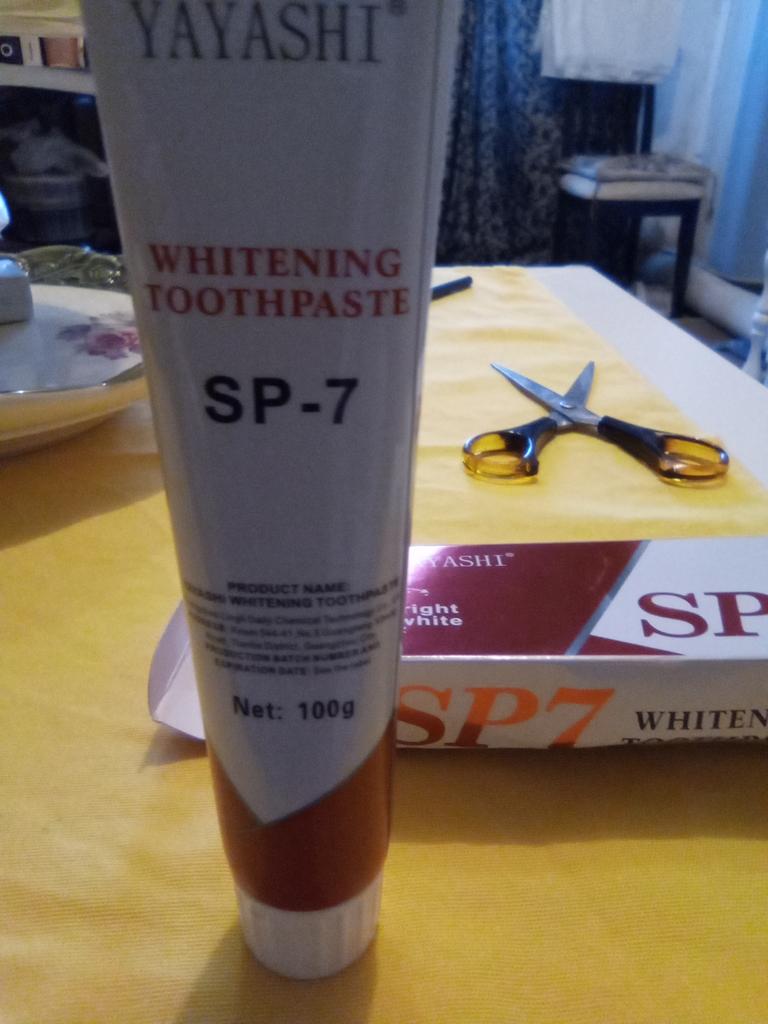 YAYASHI®
WHITENING
TOOTHPASTE
SP-7
PRODUCT NAME:
YAYASHI WHITENING TOOTHPASTE
PRODUCTION BATCH NUMBER AND
EXPIRATION DATE: See the label
Net: 100g
YASHI®
right
white
SP
SP7
WHITEN